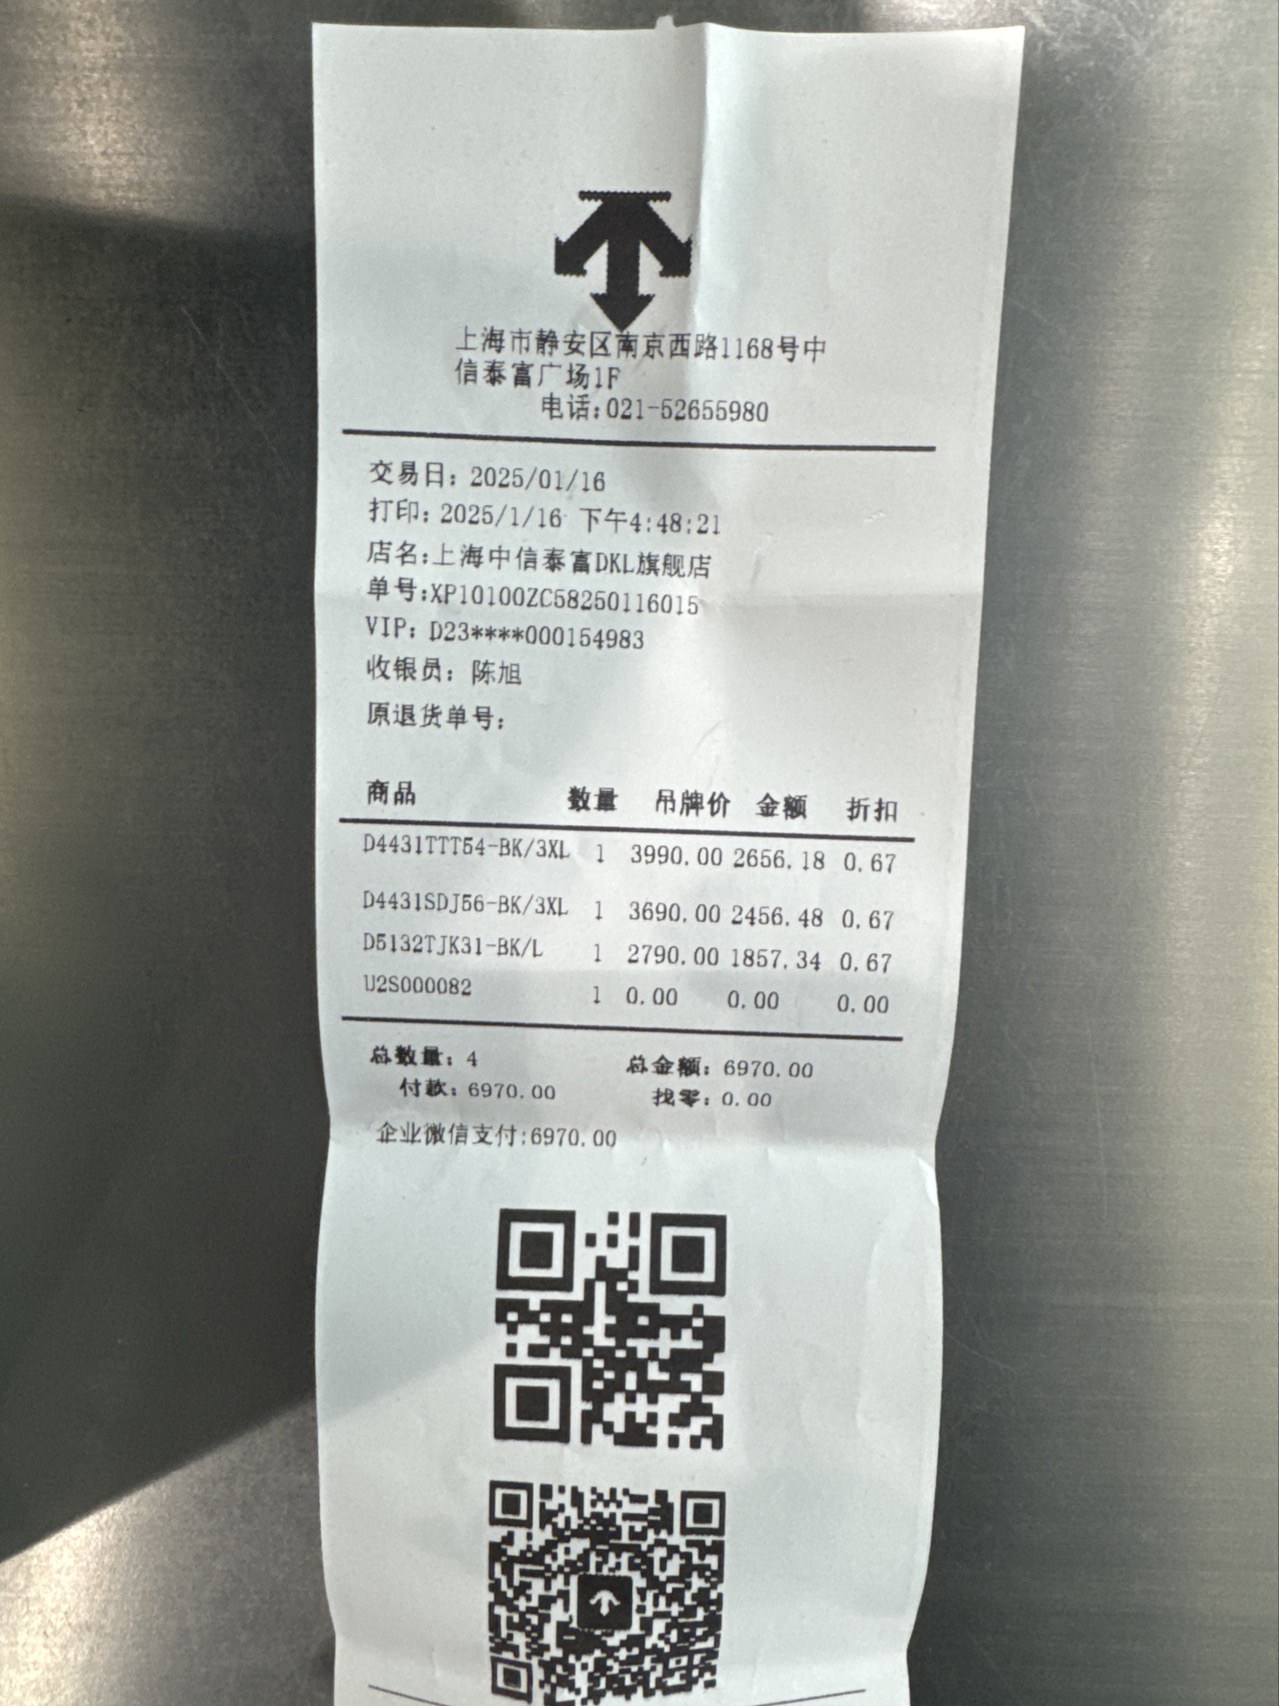 上海市静安区南京西路1168号中
信泰富广场1F
电话:021-52655980
交易日: 2025/01/16
打印: 2025/1/16 下午4:48:21
店名:上海中信泰富DKL旗舰店
单号:XP10100ZC58250116015
VIP: D23****000154983
收银员: 陈旭
原退货单号:
商品 数量 吊牌价 金额 折扣
D4431TTT54-BK/3XL 1 3990.00 2656.18 0.67
D4431SDJ56-BK/3XL 1 3690.00 2456.48 0.67
D5132TJK31-BK/L 1 2790.00 1857.34 0.67
U2S000082 1 0.00 0.00 0.00
总数量: 4 总金额: 6970.00
付款: 6970.00 找零: 0.00
企业微信支付:6970.00